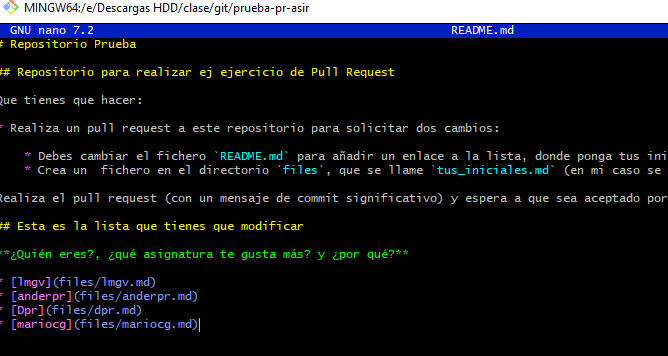 MINGW64:/e/Descargas HDD/clase/git/prueba-pr-asir
GNU nano 7.2 README.md
# Repositorio Prueba
## Repositorio para realizar ej ejercicio de Pull Request
Que tienes que hacer:
* Realiza un pull request a este repositorio para solicitar dos cambios:
* Debes cambiar el fichero `README.md` para añadir un enlace a la lista, donde ponga tus ini
* Crea un  fichero en el directorio `files`, que se llame `tus_iniciales.md` (en mi caso se
Realiza el pull request (con un mensaje de commit significativo) y espera a que sea aceptado por
## Esta es la lista que tienes que modificar
**¿Quién eres?, ¿qué asignatura te gusta más? y ¿por qué?**
* [lmgv](files/lmgv.md)
* [anderpr](files/anderpr.md)
* [Dpr](files/dpr.md)
* [mariocg](files/mariocg.md)